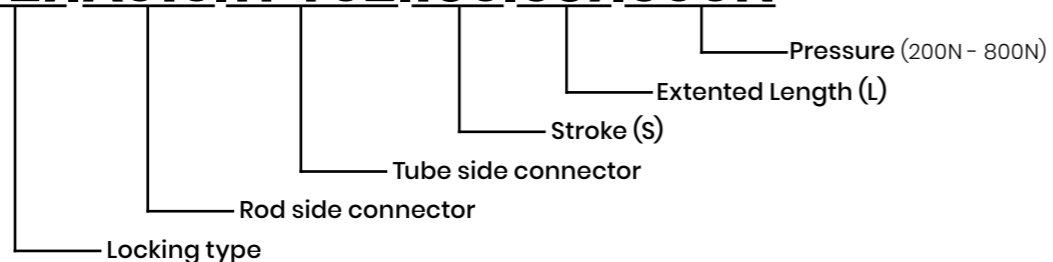 Pressure (200N - 800N)
Extented Length (L)
Stroke (S)
Tube side connector
Rod side connector
Locking type